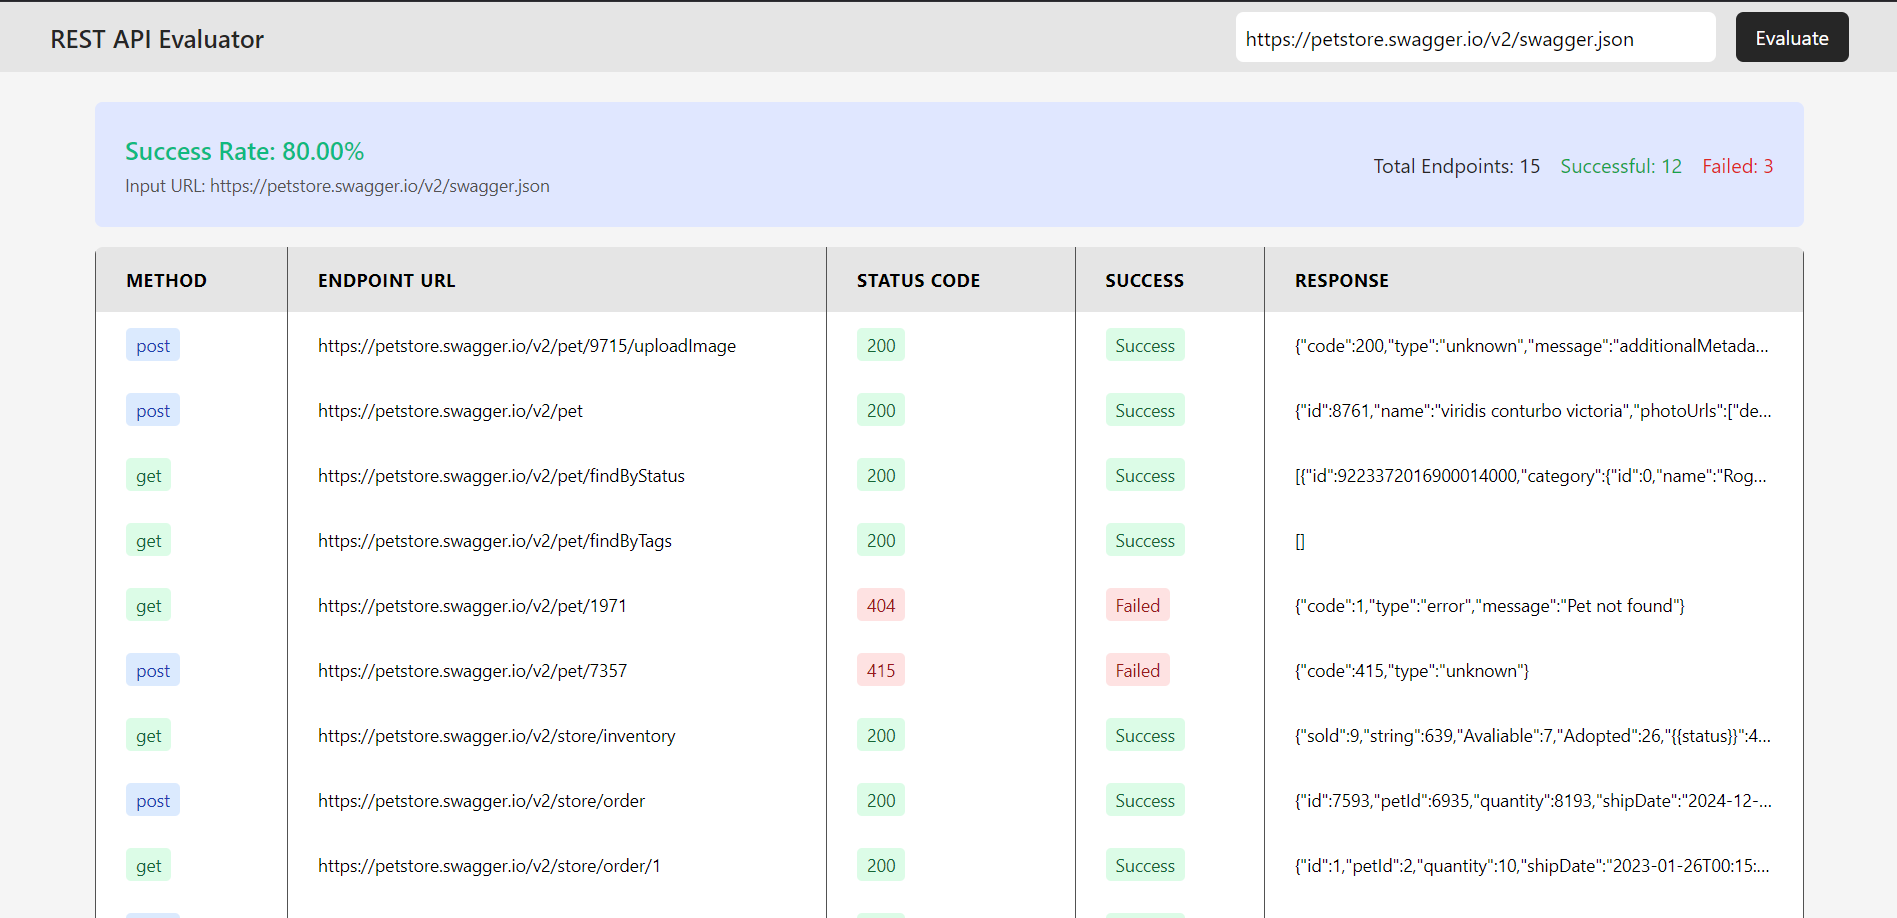 REST API Evaluator
https://petstore.swagger.io/v2/swagger.json Evaluate
Success Rate: 80.00%
Input URL: https://petstore.swagger.io/v2/swagger.json
Total Endpoints: 15 Successful: 12 Failed: 3
METHOD ENDPOINT URL STATUS CODE SUCCESS RESPONSE
post https://petstore.swagger.io/v2/pet/9715/uploadImage 200 Success {"code":200,"type":"unknown","message":"additionalMetada...
post https://petstore.swagger.io/v2/pet 200 Success {"id":8761,"name":"viridis conturbo victoria","photoUrls":["de...
get https://petstore.swagger.io/v2/pet/findByStatus 200 Success [{"id":9223372016900014000,"category":{"id":0,"name":"Rog...
get https://petstore.swagger.io/v2/pet/findByTags 200 Success []
get https://petstore.swagger.io/v2/pet/1971 404 Failed {"code":1,"type":"error","message":"Pet not found"}
post https://petstore.swagger.io/v2/pet/7357 415 Failed {"code":415,"type":"unknown"}
get https://petstore.swagger.io/v2/store/inventory 200 Success {"sold":9,"string":639,"Avaliable":7,"Adopted":26,"{{status}}":4...
post https://petstore.swagger.io/v2/store/order 200 Success {"id":7593,"petId":6935,"quantity":8193,"shipDate":"2024-12-...
get https://petstore.swagger.io/v2/store/order/1 200 Success {"id":1,"petId":2,"quantity":10,"shipDate":"2023-01-26T00:15:...